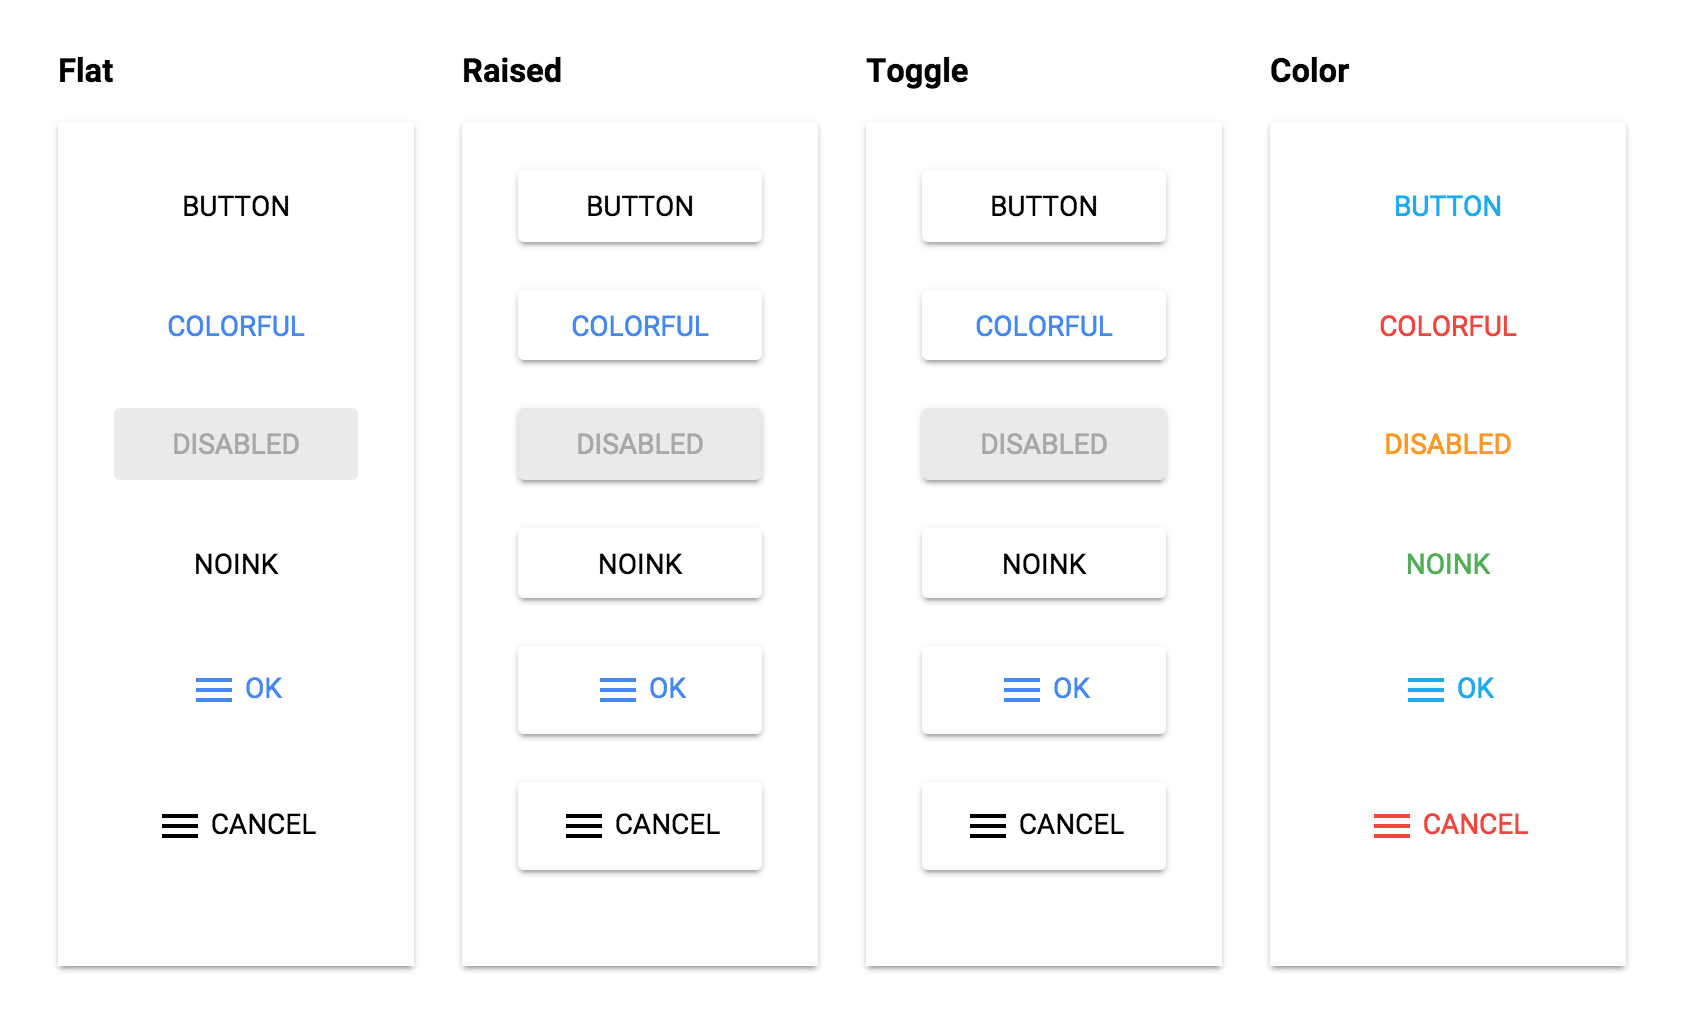 Flat
BUTTON
COLORFUL
DISABLED
NOINK
OK
CANCEL
Raised
BUTTON
COLORFUL
DISABLED
NOINK
OK
CANCEL
Toggle
BUTTON
COLORFUL
DISABLED
NOINK
OK
CANCEL
Color
BUTTON
COLORFUL
DISABLED
NOINK
OK
CANCEL